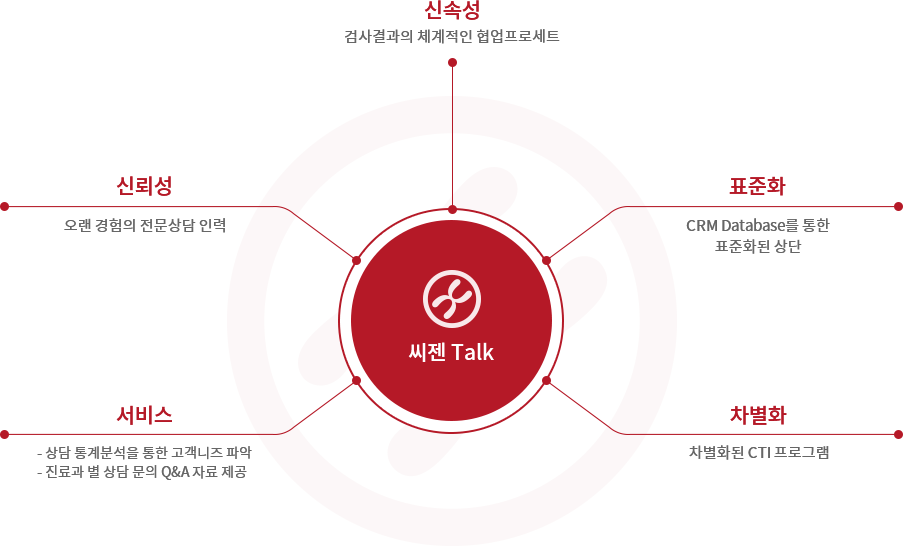 신속성
검사결과의 체계적인 협업프로세트
신뢰성
오랜 경험의 전문상담 인력
표준화
CRM Database를 통한
표준화된 상단
씨젠 Talk
서비스
- 상담 통계분석을 통한 고객니즈 파악
- 진료과 별 상담 문의 Q&A 자료 제공
차별화
차별화된 CTI 프로그램